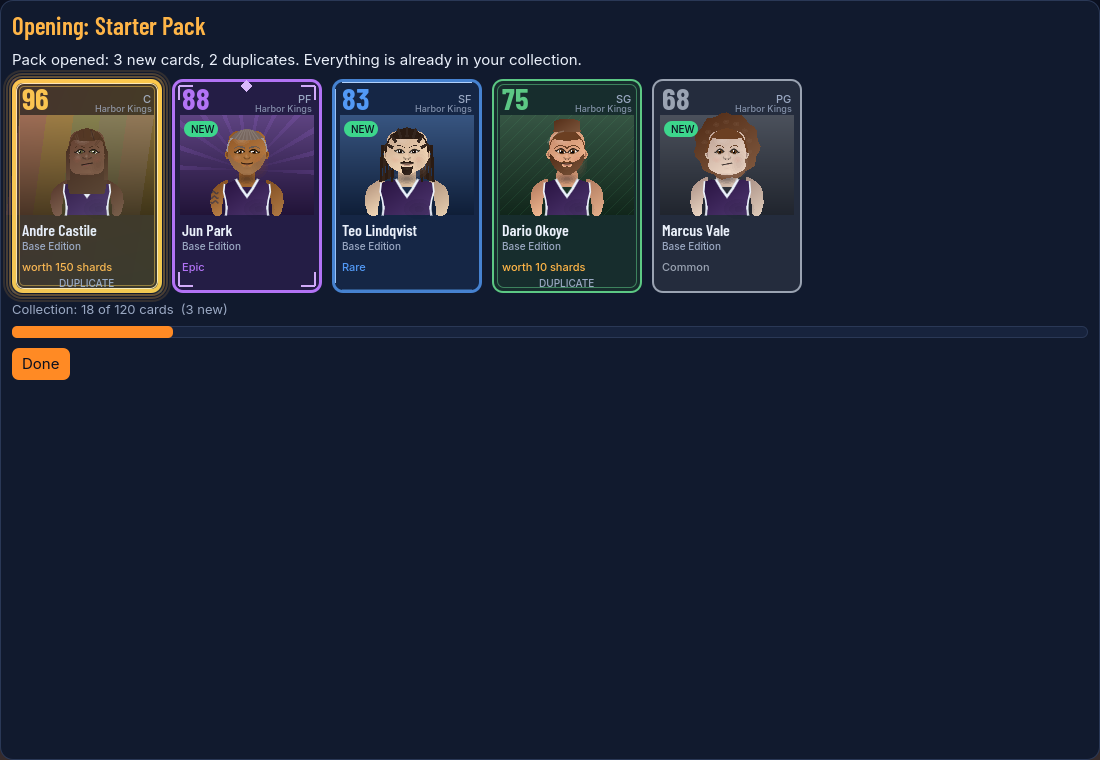 Opening: Starter Pack
Pack opened: 3 new cards, 2 duplicates. Everything is already in your collection.
96
C
Harbor Kings
Andre Castile
Base Edition
worth 150 shards
DUPLICATE
88
PF
Harbor Kings
NEW
Jun Park
Base Edition
Epic
83
SF
Harbor Kings
NEW
Teo Lindqvist
Base Edition
Rare
75
SG
Harbor Kings
Dario Okoye
Base Edition
worth 10 shards
DUPLICATE
68
PG
Harbor Kings
NEW
Marcus Vale
Base Edition
Common
Collection: 18 of 120 cards (3 new)
Done